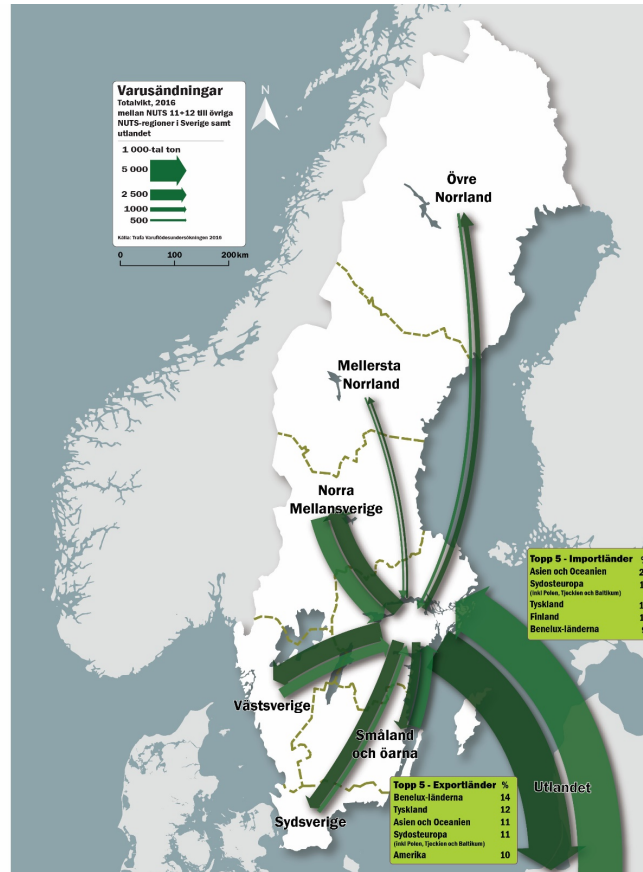 Varusändningar
Totalvikt, 2016
mellan NUTS 11+12 till övriga
NUTS-regioner i Sverige samt
utlandet
1 000-tal ton
5 000
2 500
1000
500
Källa: Trafa Varuflödesundersökningen 2016
0 100 200 km
N
Övre
Norrland
Mellersta
Norrland
Norra
Mellansverige
Topp 5 - Importländer
Asien och Oceanien
Sydosteuropa
(inkl Polen, Tjeckien och Baltikum)
Tyskland
Finland
Benelux-länderna
Västsverige
Småland
och öarna
Sydsverige
Utlandet
Topp 5 - Exportländer %
Benelux-länderna 14
Tyskland 12
Asien och Oceanien 11
Sydosteuropa 11
(inkl Polen, Tjeckien och Baltikum)
Amerika 10